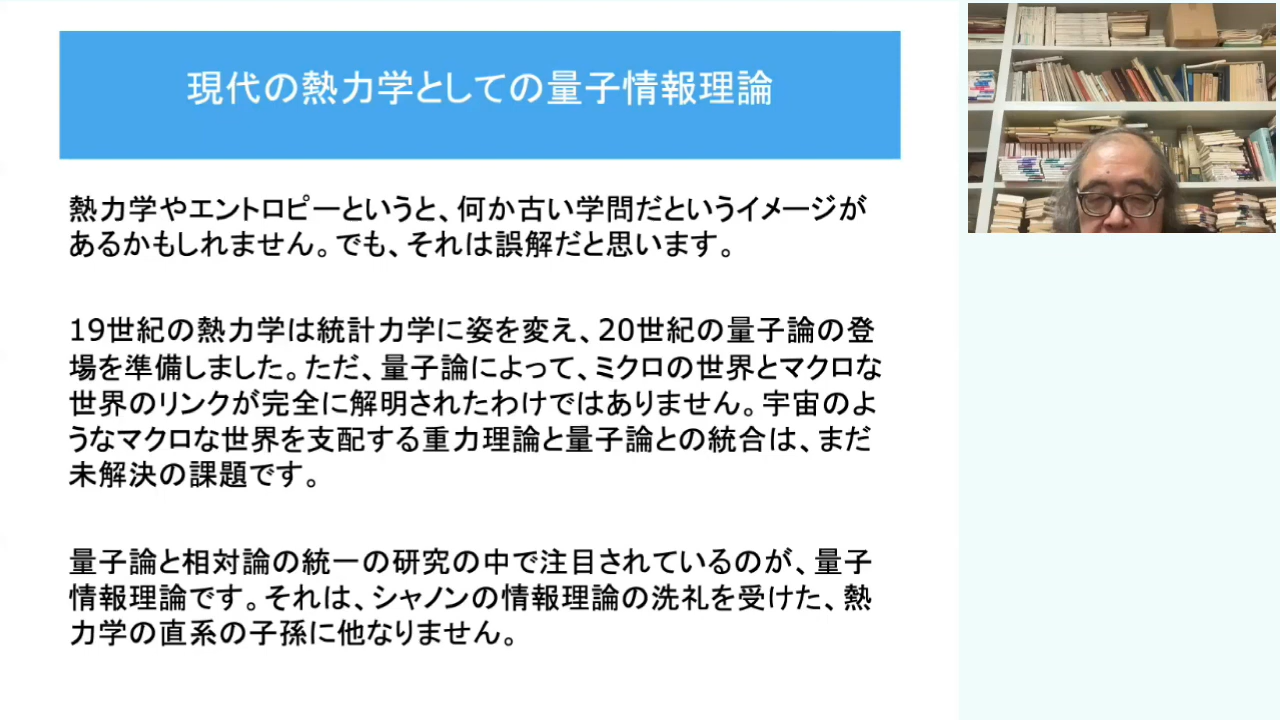 現代の熱力学としての量子情報理論
熱力学やエントロピーというと、何か古い学問だというイメージが
あるかもしれません。でも、それは誤解だと思います。
19世紀の熱力学は統計力学に姿を変え、20世紀の量子論の登
場を準備しました。ただ、量子論によって、ミクロの世界とマクロな
世界のリンクが完全に解明されたわけではありません。宇宙のよ
うなマクロな世界を支配する重力理論と量子論との統合は、まだ
未解決の課題です。
量子論と相対論の統一の研究の中で注目されているのが、量子
情報理論です。それは、シャノンの情報理論の洗礼を受けた、熱
力学の直系の子孫に他なりません。